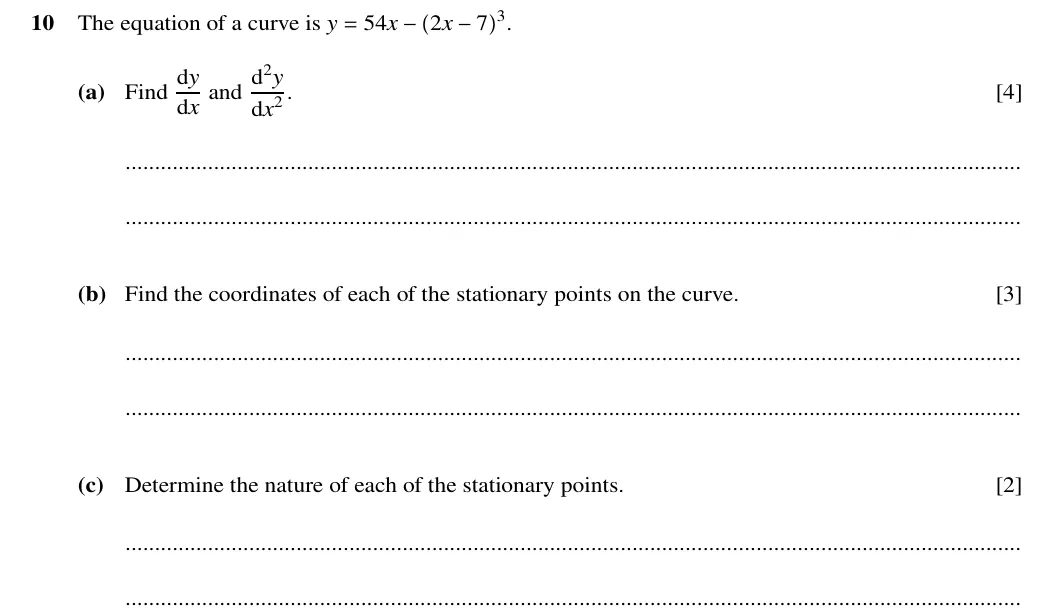 10 The equation of a curve is y = 54x – (2x – 7)³.
(a) Find dy/dx and d²y/dx². [4]
(b) Find the coordinates of each of the stationary points on the curve. [3]
(c) Determine the nature of each of the stationary points. [2]